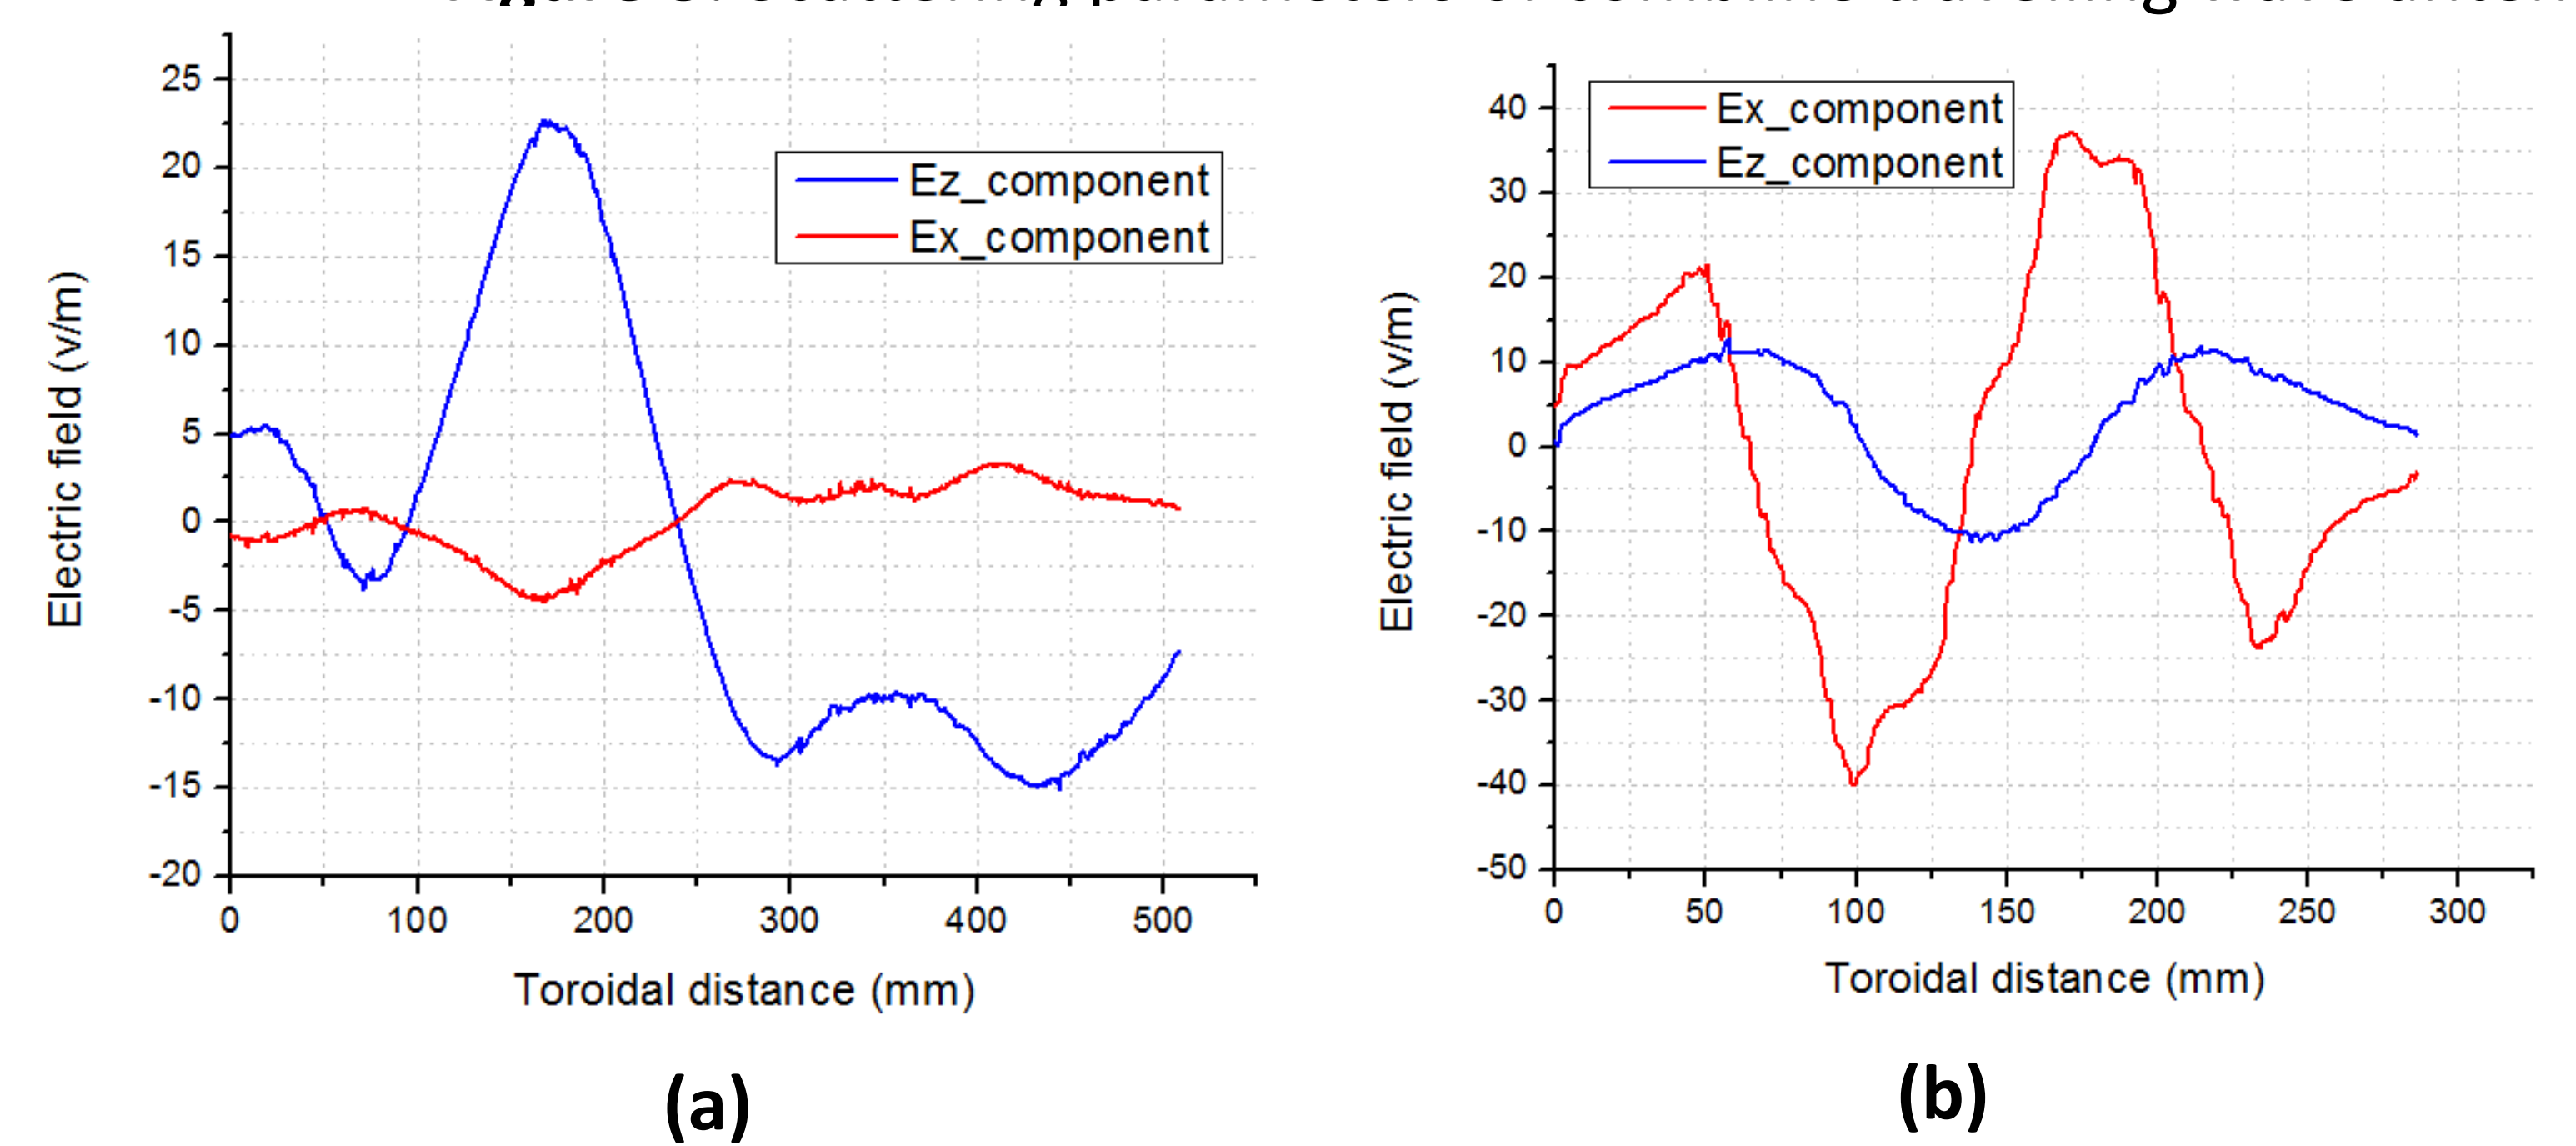 parameters of
25
20
15
10
5
0
-5
-10
-15
-20
0 100 200 300 400 500
Electric field (v/m)
Toroidal distance (mm)
Ez_component
Ex_component
(a)
40
30
20
10
0
-10
-20
-30
-40
-50
0 50 100 150 200 250 300
Electric field (v/m)
Toroidal distance (mm)
Ex_component
Ez_component
(b)